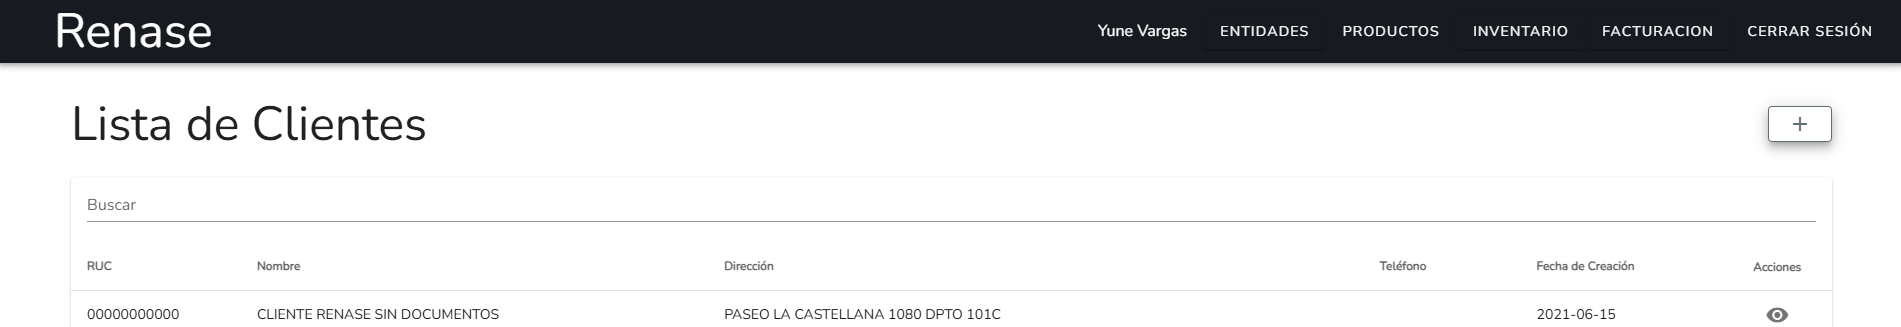 Renase Yune Vargas ENTIDADES PRODUCTOS INVENTARIO FACTURACION CERRAR SESIÓN
Lista de Clientes +
Buscar
RUC Nombre Dirección Teléfono Fecha de Creación Acciones
00000000000 CLIENTE RENASE SIN DOCUMENTOS PASEO LA CASTELLANA 1080 DPTO 101C 2021-06-15